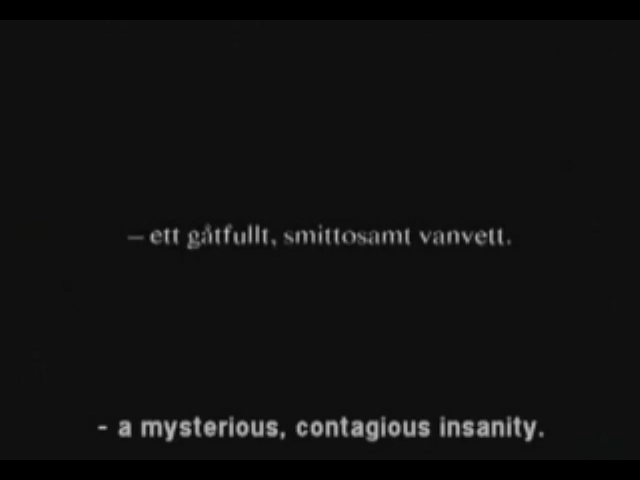 – ett gåtfullt, smittosamt vanvett.
- a mysterious, contagious insanity.